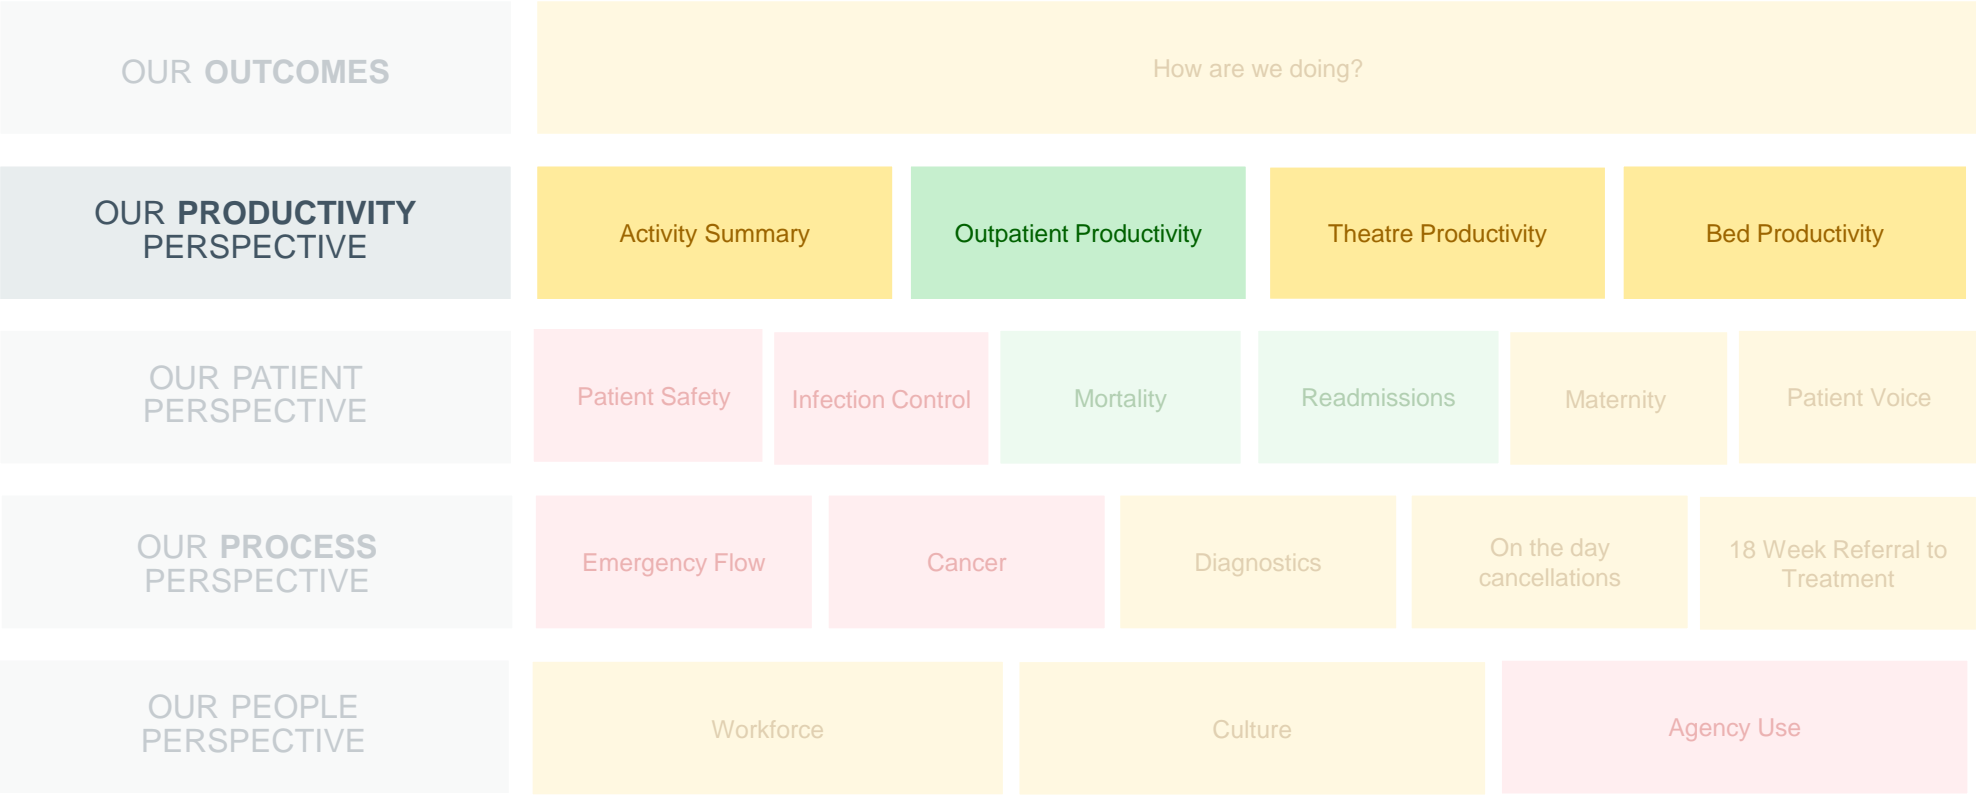 OUR OUTCOMES
How are we doing?
OUR PRODUCTIVITY
PERSPECTIVE
Activity Summary
Outpatient Productivity
Theatre Productivity
Bed Productivity
OUR PATIENT
PERSPECTIVE
Patient Safety
Infection Control
Mortality
Readmissions
Maternity
Patient Voice
OUR PROCESS
PERSPECTIVE
Emergency Flow
Cancer
Diagnostics
On the day
cancellations
18 Week Referral to
Treatment
OUR PEOPLE
PERSPECTIVE
Workforce
Culture
Agency Use